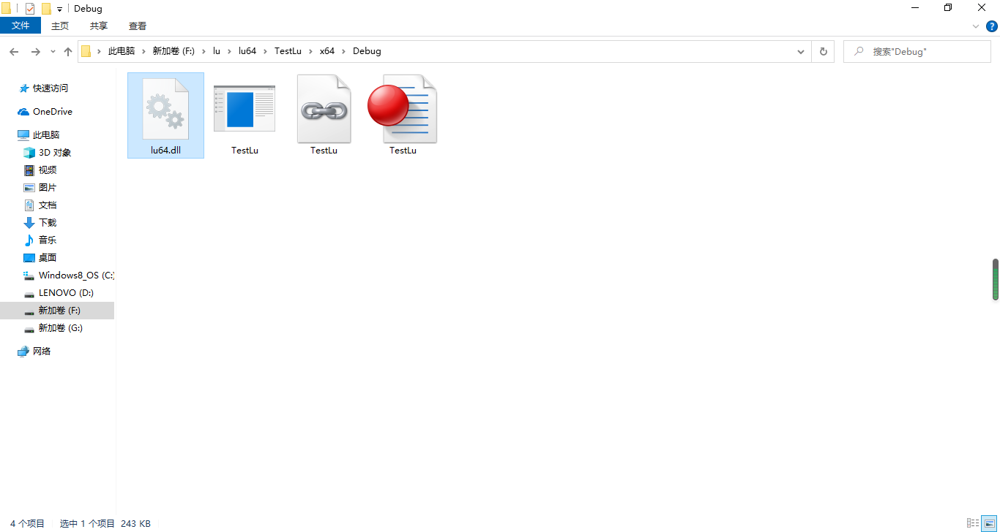 Debug
文件 主页 共享 查看
此电脑 新加卷 (F:) lu lu64 TestLu x64 Debug 搜索"Debug"
快速访问
OneDrive
此电脑
3D 对象
视频
图片
文档
下载
音乐
桌面
Windows8_OS (C:)
LENOVO (D:)
新加卷 (F:)
新加卷 (G:)
网络
lu64.dll TestLu TestLu TestLu
4 个项目 选中 1 个项目 243 KB